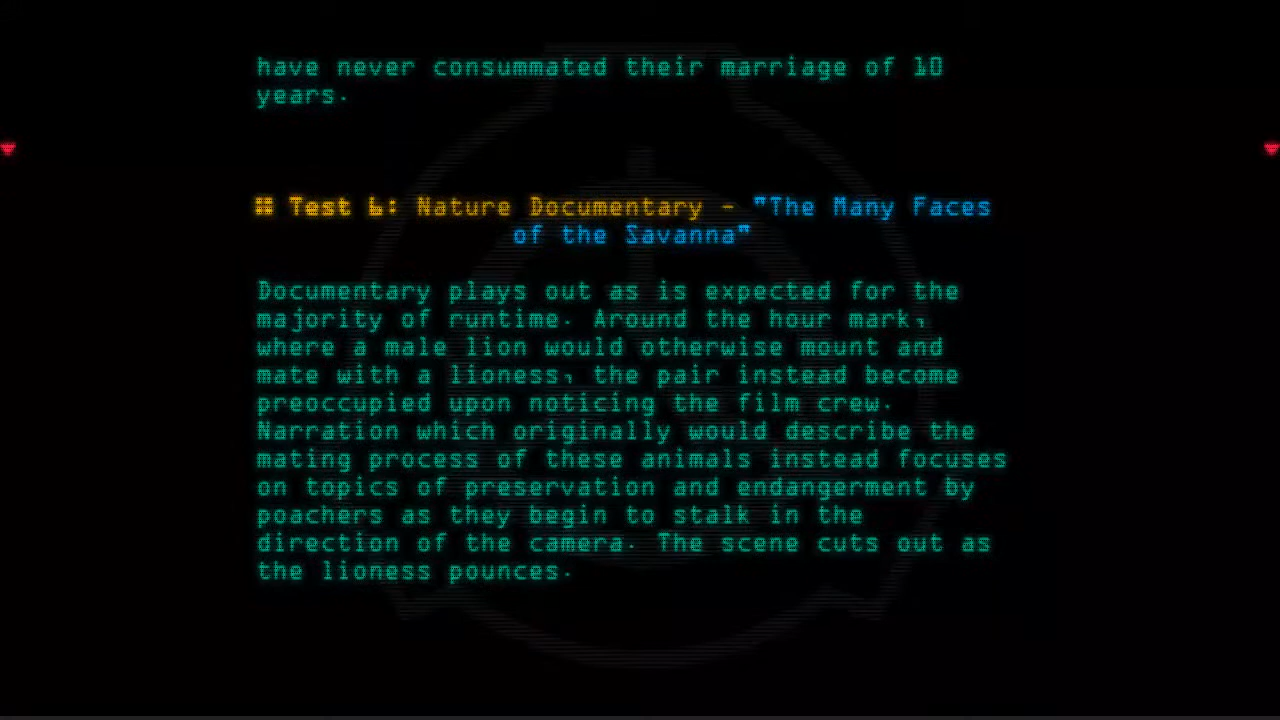 have never consummated their marriage of 10
years.
# Test 6: Nature Documentary - "The Many Faces
of the Savanna"
Documentary plays out as is expected for the
majority of runtime. Around the hour mark,
where a male lion would otherwise mount and
mate with a lioness, the pair instead become
preoccupied upon noticing the film crew.
Narration which originally would describe the
mating process of these animals instead focuses
on topics of preservation and endangerment by
poachers as they begin to stalk in the
direction of the camera. The scene cuts out as
the lioness pounces.